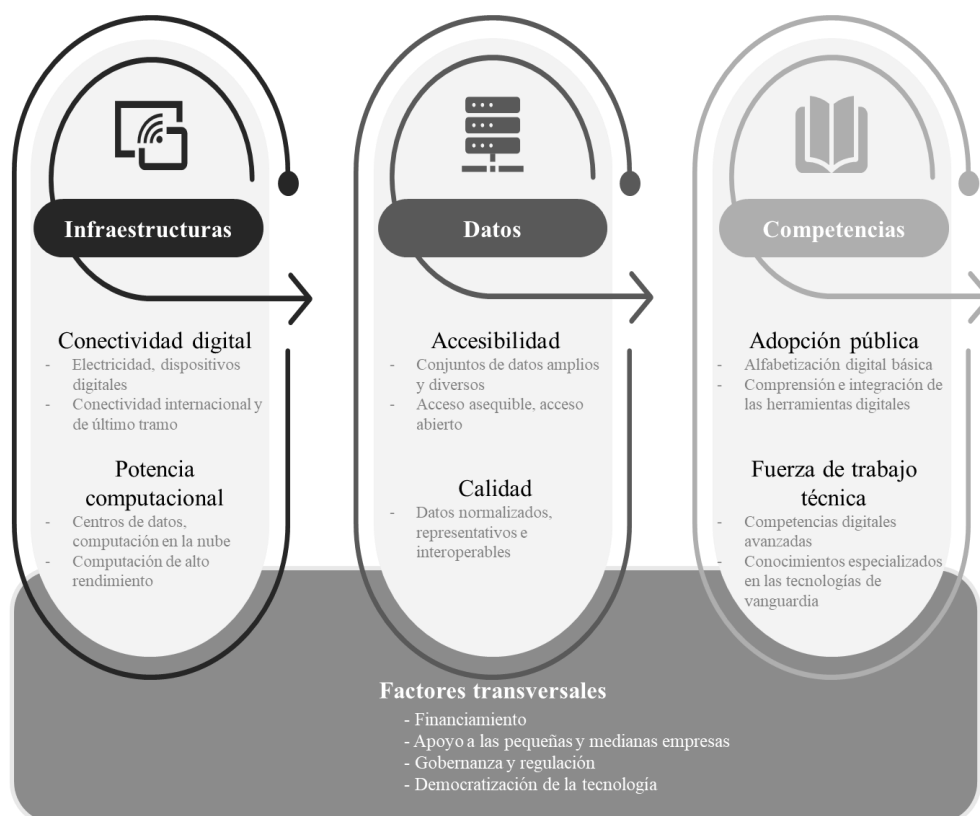 Infraestructuras
Conectividad digital
- Electricidad, dispositivos
digitales
- Conectividad internacional y
de último tramo
Potencia
computacional
- Centros de datos,
computación en la nube
- Computación de alto
rendimiento
Datos
Accesibilidad
- Conjuntos de datos amplios
y diversos
- Acceso asequible, acceso
abierto
Calidad
- Datos normalizados,
representativos e
interoperables
Competencias
Adopción pública
- Alfabetización digital básica
- Comprensión e integración de
las herramientas digitales
Fuerza de trabajo
técnica
- Competencias digitales
avanzadas
- Conocimientos especializados
en las tecnologías de
vanguardia
Factores transversales
- Financiamiento
- Apoyo a las pequeñas y medianas empresas
- Gobernanza y regulación
- Democratización de la tecnología